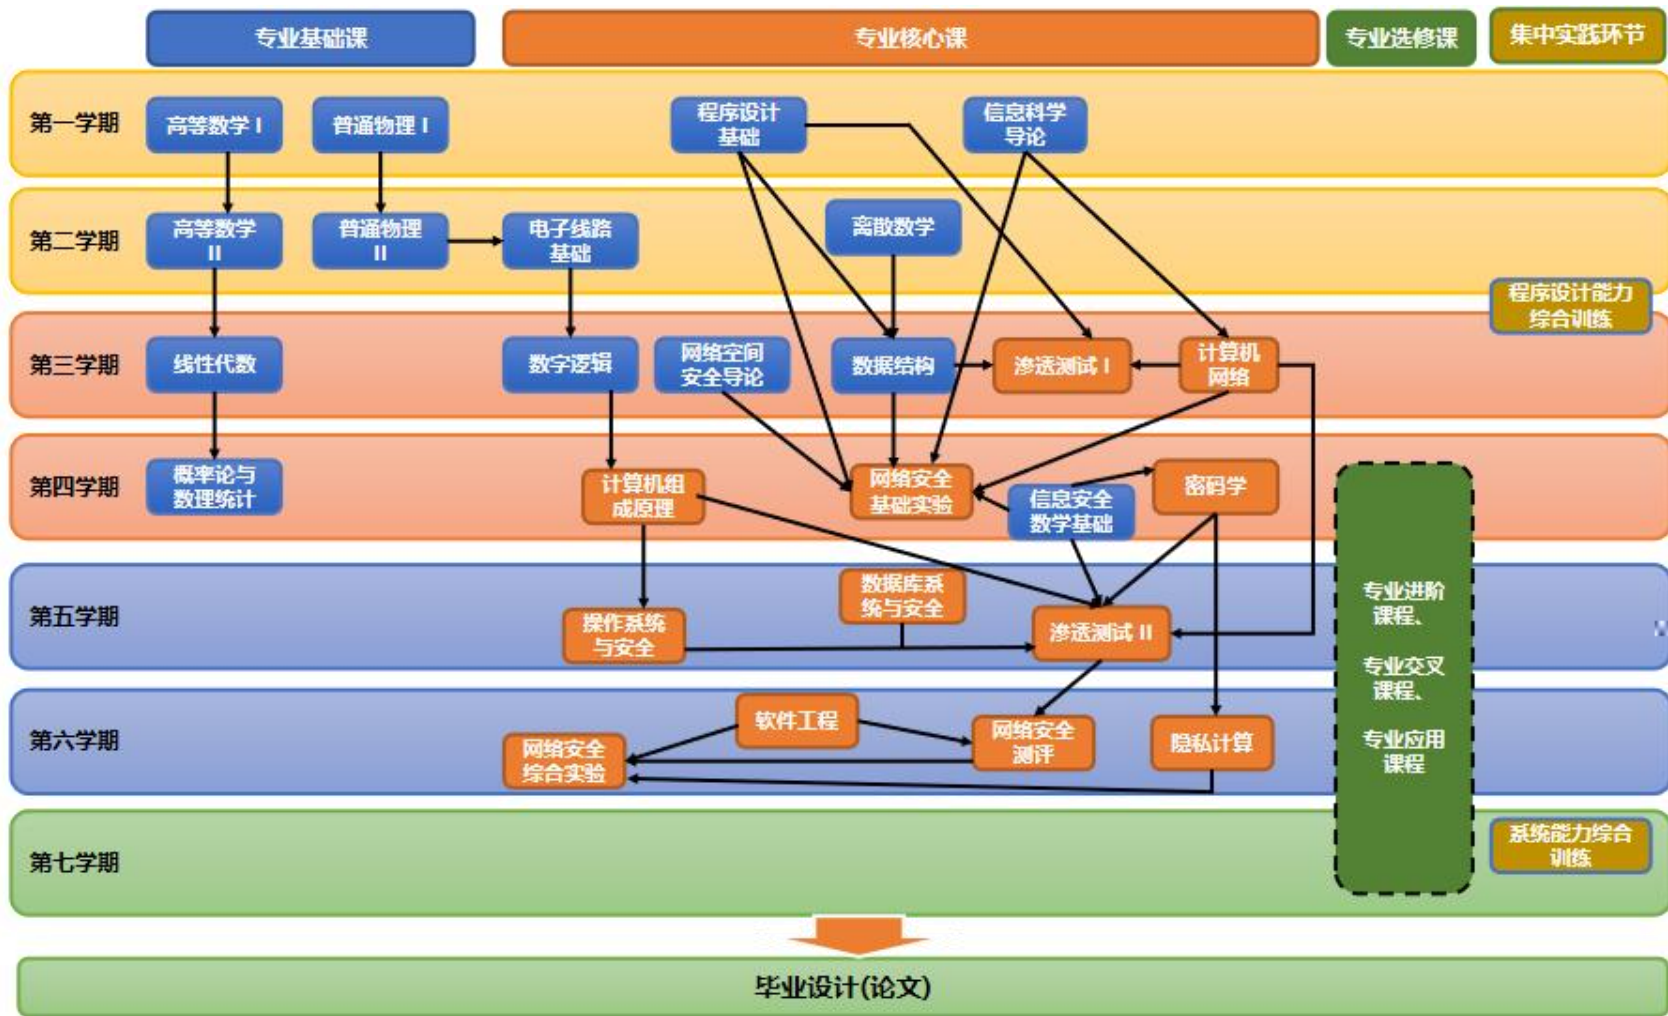 专业基础课
专业核心课
专业选修课
集中实践环节
第一学期
高等数学 I
普通物理 I
程序设计
基础
信息科学
导论
第二学期
高等数学
II
普通物理
II
电子线路
基础
离散数学
程序设计能力
综合训练
第三学期
线性代数
数字逻辑
网络空间
安全导论
数据结构
渗透测试 I
计算机
网络
第四学期
概率论与
数理统计
计算机组
成原理
网络安全
基础实验
信息安全
数学基础
密码学
第五学期
操作系统
与安全
数据库系
统与安全
渗透测试 II
专业进阶
课程、
专业交叉
课程、
专业应用
课程
第六学期
网络安全
综合实验
软件工程
网络安全
测评
隐私计算
第七学期
系统能力综合
训练
毕业设计(论文)